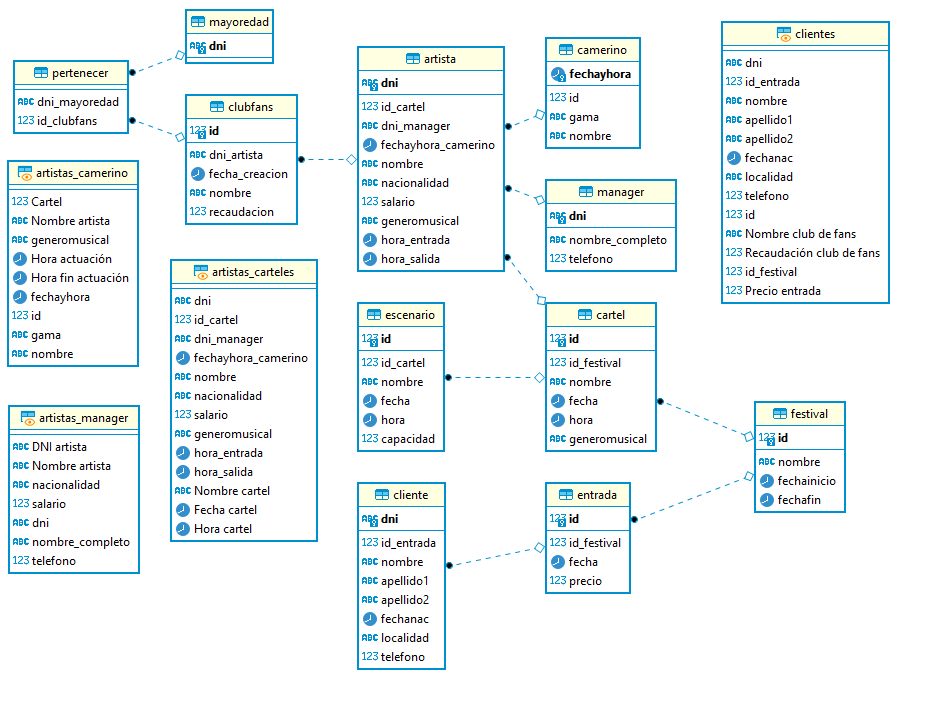 mayoredad
ABC dni
pertenecer
ABC dni_mayoredad
123 id_clubfans
clubfans
123 id
ABC dni_artista
fecha_creacion
ABC nombre
123 recaudacion
artista
ABC dni
123 id_cartel
ABC dni_manager
fechayhora_camerino
ABC nombre
ABC nacionalidad
123 salario
ABC generomusical
hora_entrada
hora_salida
camerino
fechayhora
123 id
ABC gama
ABC nombre
manager
ABC dni
ABC nombre_completo
123 telefono
clientes
ABC dni
123 id_entrada
ABC nombre
ABC apellido1
ABC apellido2
fechanac
ABC localidad
123 telefono
123 id
ABC Nombre club de fans
123 Recaudación club de fans
123 id_festival
123 Precio entrada
artistas_camerino
123 Cartel
ABC Nombre artista
ABC generomusical
Hora actuación
Hora fin actuación
fechayhora
123 id
ABC gama
ABC nombre
artistas_carteles
ABC dni
123 id_cartel
ABC dni_manager
fechayhora_camerino
ABC nombre
ABC nacionalidad
123 salario
ABC generomusical
hora_entrada
hora_salida
ABC Nombre cartel
Fecha cartel
Hora cartel
escenario
123 id
123 id_cartel
ABC nombre
fecha
hora
123 capacidad
cartel
123 id
123 id_festival
ABC nombre
fecha
hora
ABC generomusical
festival
123 id
ABC nombre
fechainicio
fechafin
artistas_manager
ABC DNI artista
ABC Nombre artista
ABC nacionalidad
123 salario
ABC dni
ABC nombre_completo
123 telefono
cliente
ABC dni
123 id_entrada
ABC nombre
ABC apellido1
ABC apellido2
fechanac
ABC localidad
123 telefono
entrada
123 id
123 id_festival
fecha
123 precio